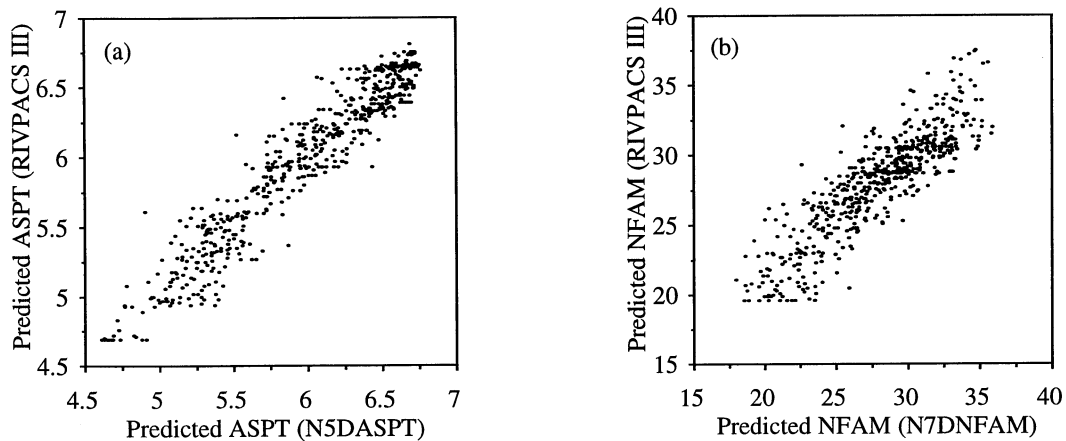 (a)
Predicted ASPT (RIVPACS III)
7
6.5
6
5.5
5
4.5
4.5 5 5.5 6 6.5 7
Predicted ASPT (N5DASPT)
(b)
Predicted NFAM (RIVPACS III)
40
35
30
25
20
15
15 20 25 30 35 40
Predicted NFAM (N7DNFAM)